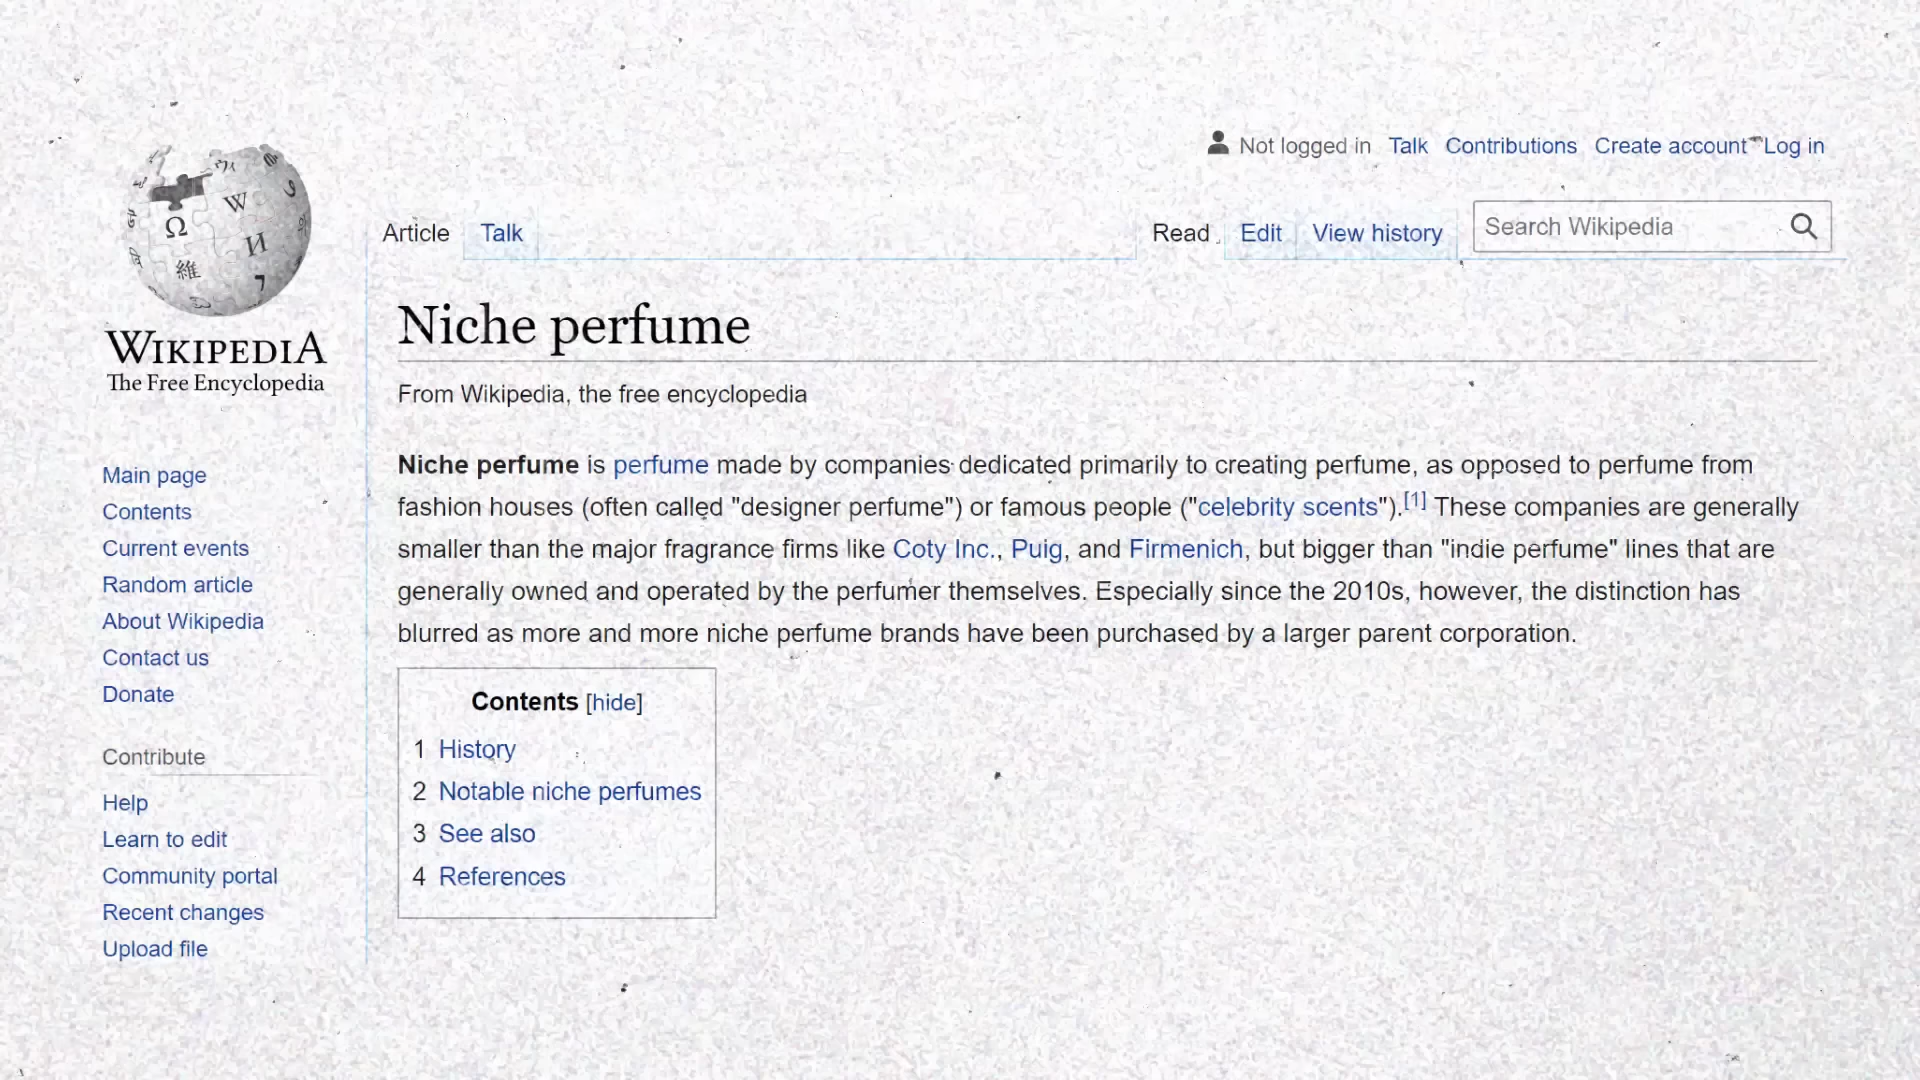 Not logged in Talk Contributions Create account Log in
Article Talk Read Edit View history Search Wikipedia
Ω W И 維 7
WIKIPEDIA
The Free Encyclopedia
Niche perfume
From Wikipedia, the free encyclopedia
Niche perfume is perfume made by companies dedicated primarily to creating perfume, as opposed to perfume from
fashion houses (often called "designer perfume") or famous people ("celebrity scents").[1] These companies are generally
smaller than the major fragrance firms like Coty Inc., Puig, and Firmenich, but bigger than "indie perfume" lines that are
generally owned and operated by the perfumer themselves. Especially since the 2010s, however, the distinction has
blurred as more and more niche perfume brands have been purchased by a larger parent corporation.
Contents [hide]
1 History
2 Notable niche perfumes
3 See also
4 References
Main page
Contents
Current events
Random article
About Wikipedia
Contact us
Donate
Contribute
Help
Learn to edit
Community portal
Recent changes
Upload file